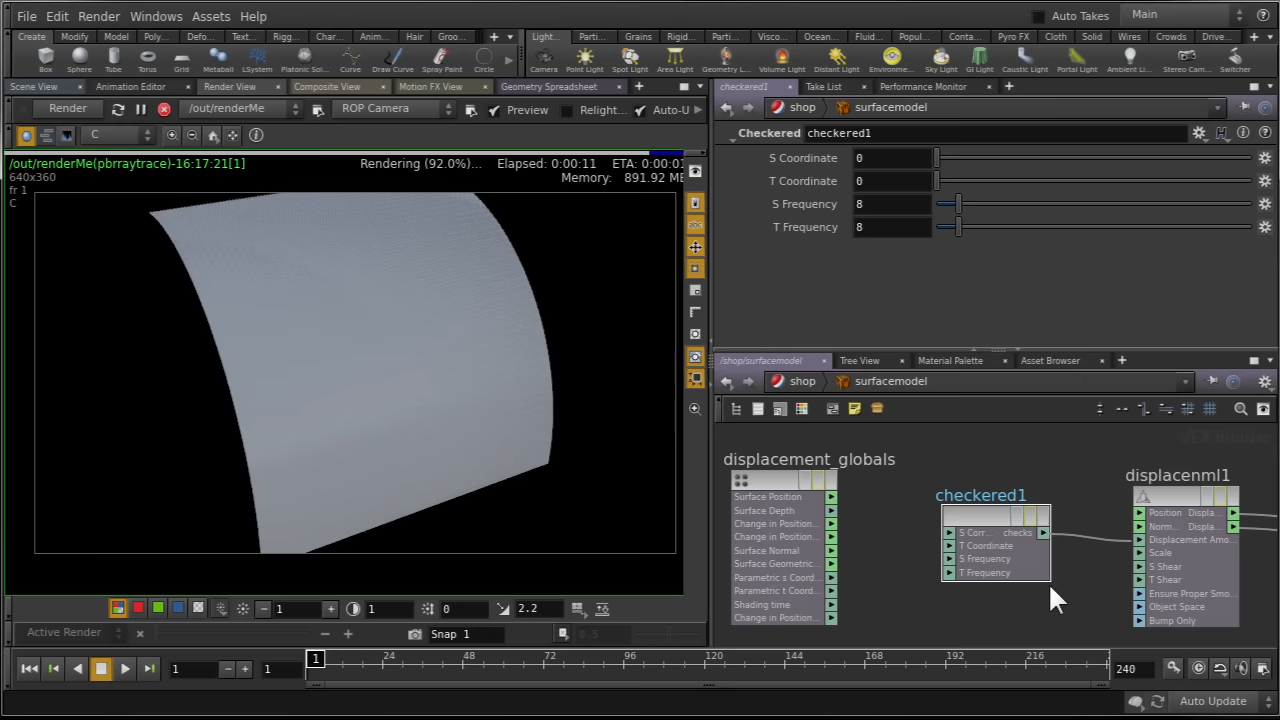 File Edit Render Windows Assets Help
Auto Takes Main
Create Modify Model Poly... Defo... Text... Rigg... Char... Anim... Hair Groo...
Light... Parti... Grains Rigid... Parti... Visco... Ocean... Fluid... Popul... Conta... Pyro FX Cloth Solid Wires Crowds Drive...
Box Sphere Tube Torus Grid Metaball LSystem Platonic Sol... Curve Draw Curve Spray Paint Circle
Camera Point Light Spot Light Area Light Geometry L... Volume Light Distant Light Environme... Sky Light GI Light Caustic Light Portal Light Ambient Li... Stereo Cam... Switcher
Scene View Animation Editor Render View Composite View Motion FX View Geometry Spreadsheet
checkered1 Take List Performance Monitor
Render /out/renderMe ROP Camera Preview Relight... Auto-U
shop surfacemodel
C
Checkered checkered1
/out/renderMe(pbrraytrace)-16:17:21[1] Rendering (92.0%)... Elapsed: 0:00:11 ETA: 0:00:01
640x360 Memory: 891.92 ME
fr 1
C
S Coordinate 0
T Coordinate 0
S Frequency 8
T Frequency 8
/shop/surfacemodel Tree View Material Palette Asset Browser
shop surfacemodel
VEX Builder
displacement_globals
Surface Position
Surface Depth
Change in Position...
Change in Position...
Surface Normal
Surface Geometric...
Parametric s Coord...
Parametric t Coord...
Shading time
Change in Position...
checkered1
S Corr... checks
T Coordinate
S Frequency
T Frequency
displacenml1
Position Displa...
Norm... Displa...
Displacement Amo...
Scale
S Shear
T Shear
Ensure Proper Smo...
Object Space
Bump Only
1 1 0 2.2
Active Render Snap 1 0.5
1 1 1 24 48 72 96 120 144 168 192 216 240
Auto Update